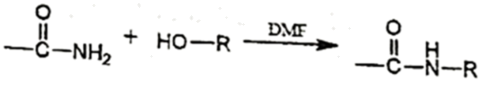 O O H
—C—NH₂ + HO—R DMF —C—N—R